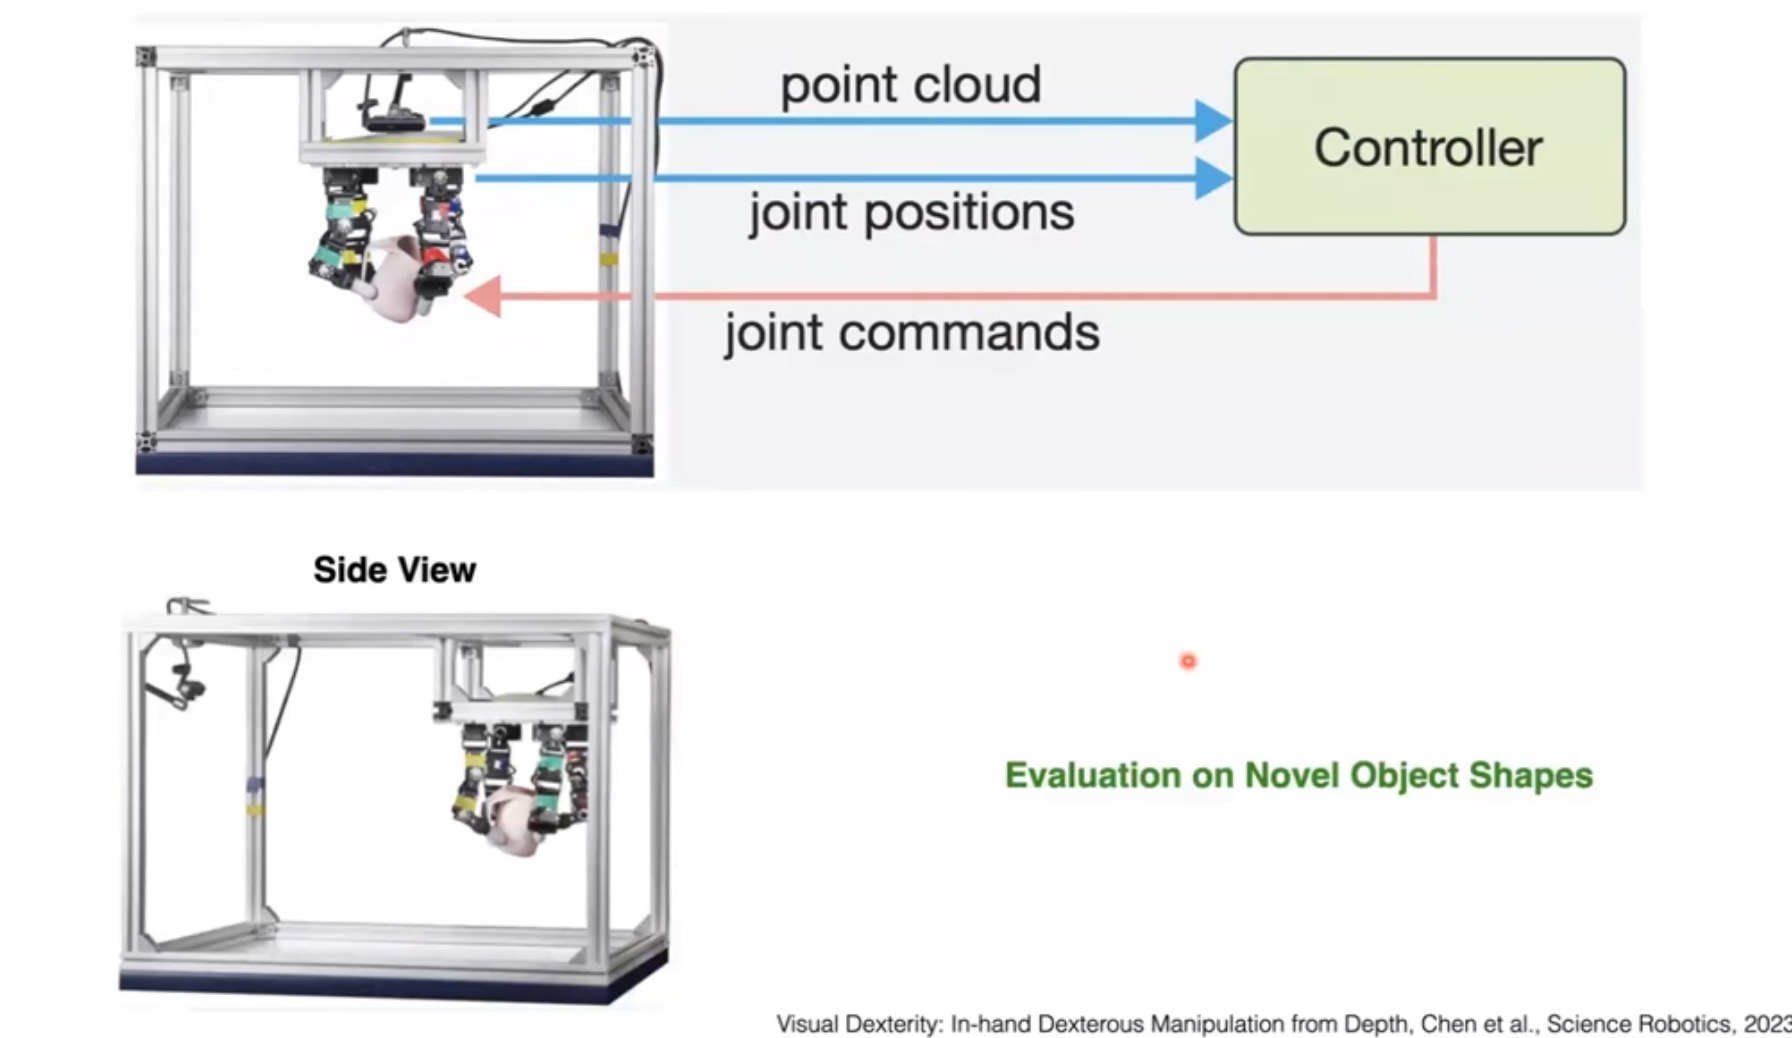 point cloud
Controller
joint positions
joint commands
Side View
Evaluation on Novel Object Shapes
Visual Dexterity: In-hand Dexterous Manipulation from Depth, Chen et al., Science Robotics, 2023